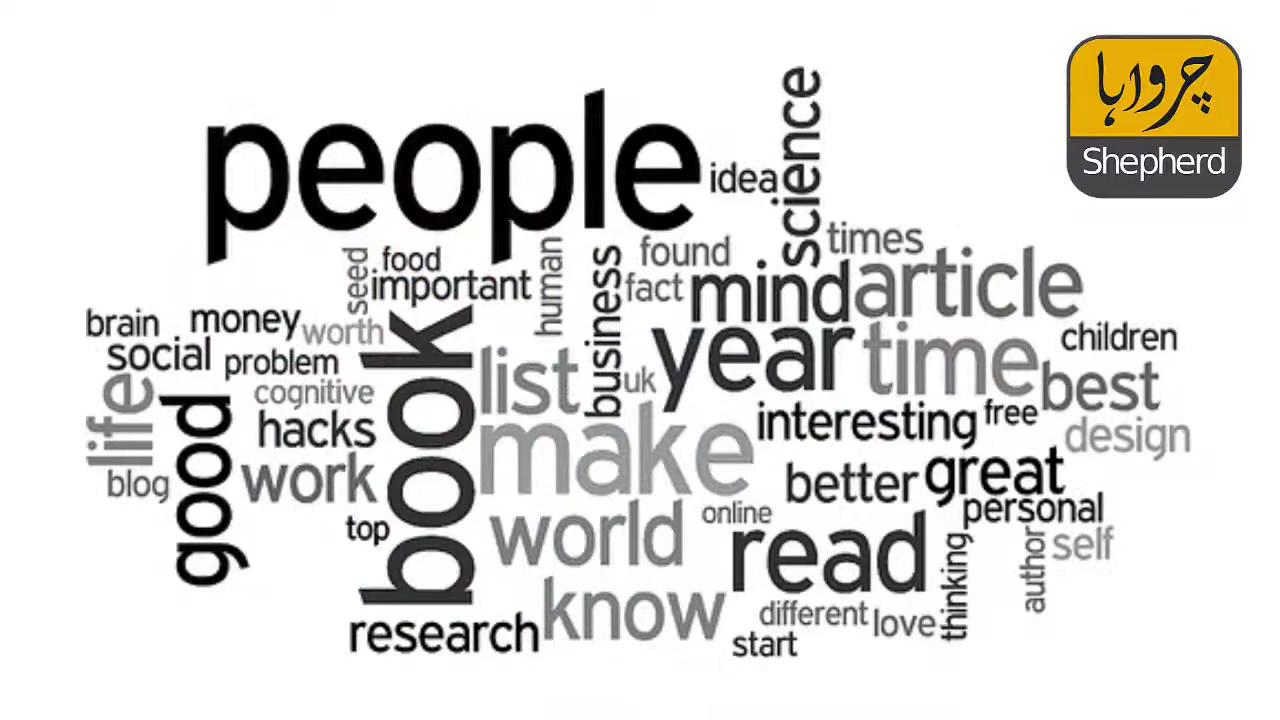 چرواہا
Shepherd
science
people
idea
times
found
human
seed
food
business
article
important
fact
mind
brain
money
worth
book
year
time
children
social
problem
list
uk
best
life
cognitive
good
hacks
make
interesting
free
design
blog
work
better
great
top
world
online
personal
read
thinking
author
self
research
know
different
love
start